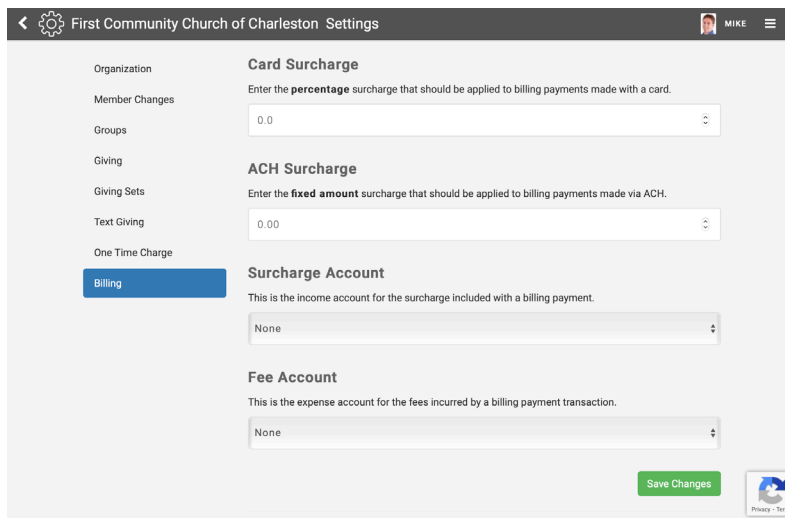 First Community Church of Charleston Settings
MIKE
Organization
Member Changes
Groups
Giving
Giving Sets
Text Giving
One Time Charge
Billing
Card Surcharge
Enter the percentage surcharge that should be applied to billing payments made with a card.
0.0
ACH Surcharge
Enter the fixed amount surcharge that should be applied to billing payments made via ACH.
0.00
Surcharge Account
This is the income account for the surcharge included with a billing payment.
None
Fee Account
This is the expense account for the fees incurred by a billing payment transaction.
None
Save Changes
Privacy - Ter